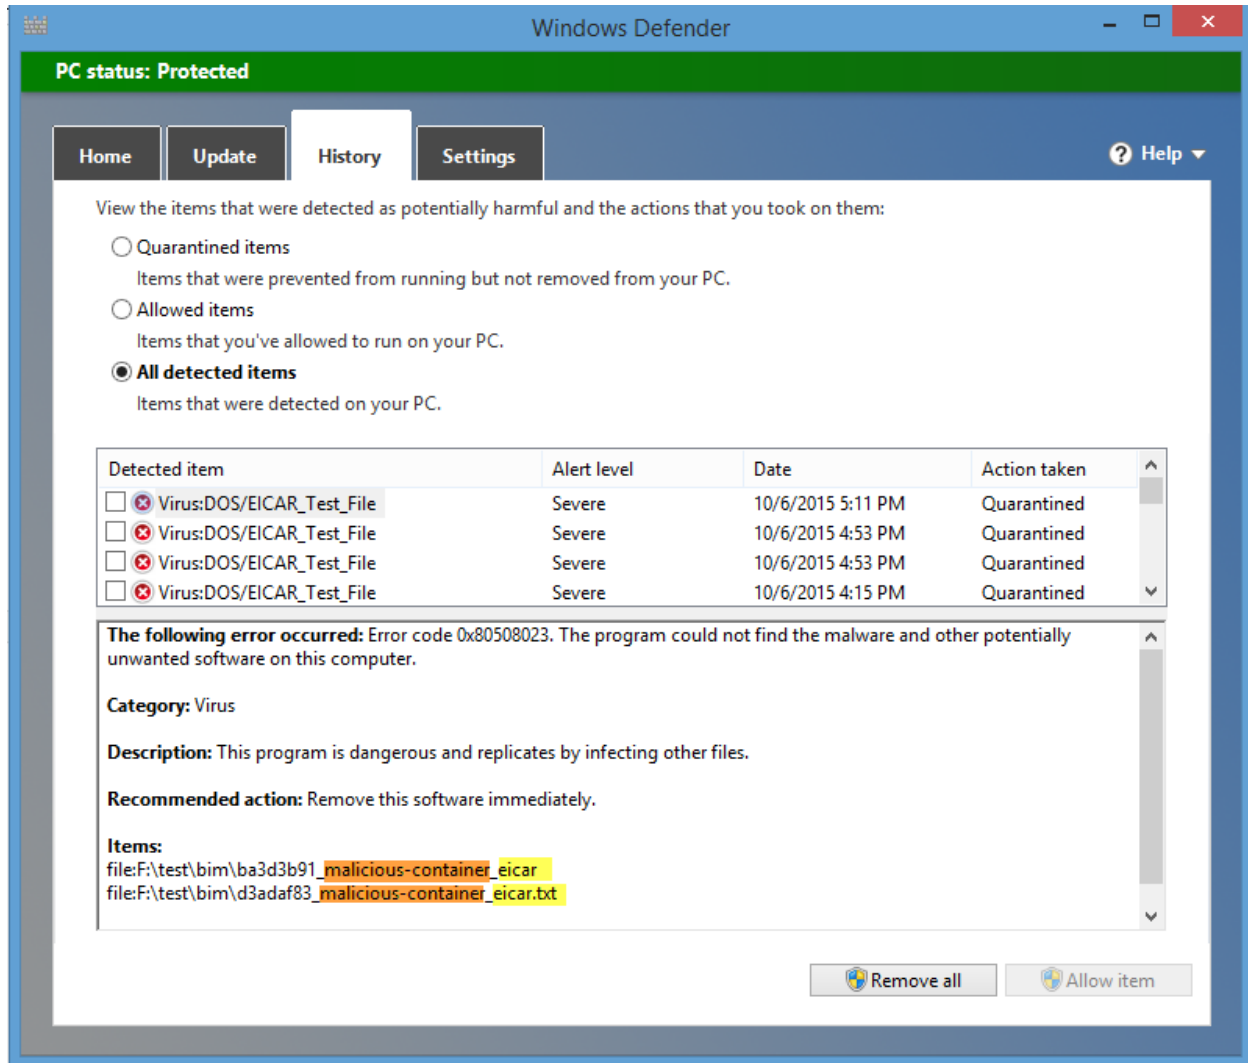 Windows Defender
PC status: Protected
Home Update History Settings Help
View the items that were detected as potentially harmful and the actions that you took on them:
Quarantined items
Items that were prevented from running but not removed from your PC.
Allowed items
Items that you've allowed to run on your PC.
All detected items
Items that were detected on your PC.
Detected item Alert level Date Action taken
Virus:DOS/EICAR_Test_File Severe 10/6/2015 5:11 PM Quarantined
Virus:DOS/EICAR_Test_File Severe 10/6/2015 4:53 PM Quarantined
Virus:DOS/EICAR_Test_File Severe 10/6/2015 4:53 PM Quarantined
Virus:DOS/EICAR_Test_File Severe 10/6/2015 4:15 PM Quarantined
The following error occurred: Error code 0x80508023. The program could not find the malware and other potentially
unwanted software on this computer.
Category: Virus
Description: This program is dangerous and replicates by infecting other files.
Recommended action: Remove this software immediately.
Items:
file:F:\test\bim\ba3d3b91_malicious-container_eicar
file:F:\test\bim\d3adaf83_malicious-container_eicar.txt
Remove all Allow item